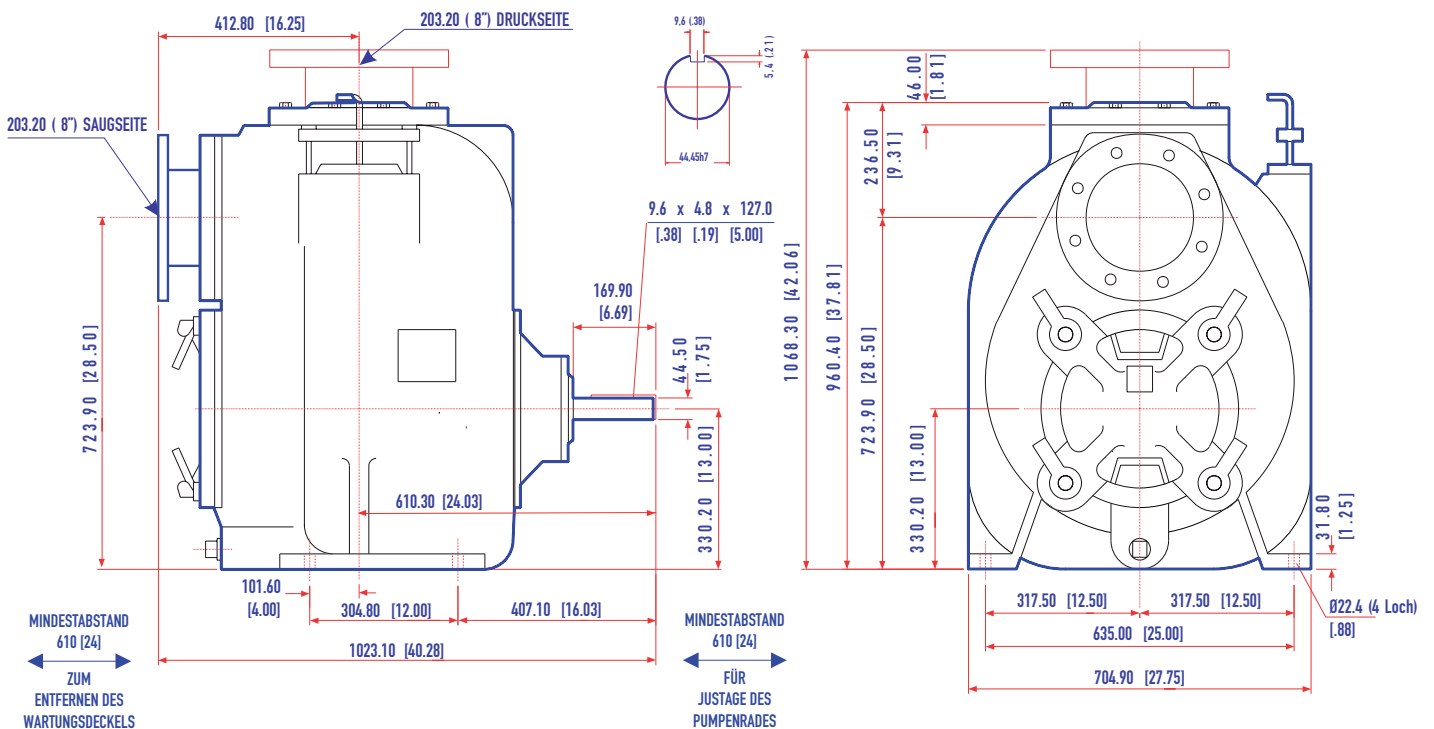 412.80 [16.25]
203.20 ( 8") DRUCKSEITE
9,6 (.38)
5,4 (.21)
44,45h7
203.20 ( 8") SAUGSEITE
9.6 x 4.8 x 127.0
[.38] [.19] [5.00]
169.90
[6.69]
44.50
[1.75]
723.90 [28.50]
610.30 [24.03]
330.20 [13.00]
101.60
[4.00]
304.80 [12.00]
407.10 [16.03]
1023.10 [40.28]
MINDESTABSTAND
610 [24]
ZUM
ENTFERNEN DES
WARTUNGSDECKELS
MINDESTABSTAND
610 [24]
FÜR
JUSTAGE DES
PUMPENRADES
46.00
[1.81]
236.50
[9.31]
1068.30 [42.06]
960.40 [37.81]
723.90 [28.50]
330.20 [13.00]
31.80
[1.25]
317.50 [12.50]
317.50 [12.50]
Ø22.4 (4 Loch)
[.88]
635.00 [25.00]
704.90 [27.75]